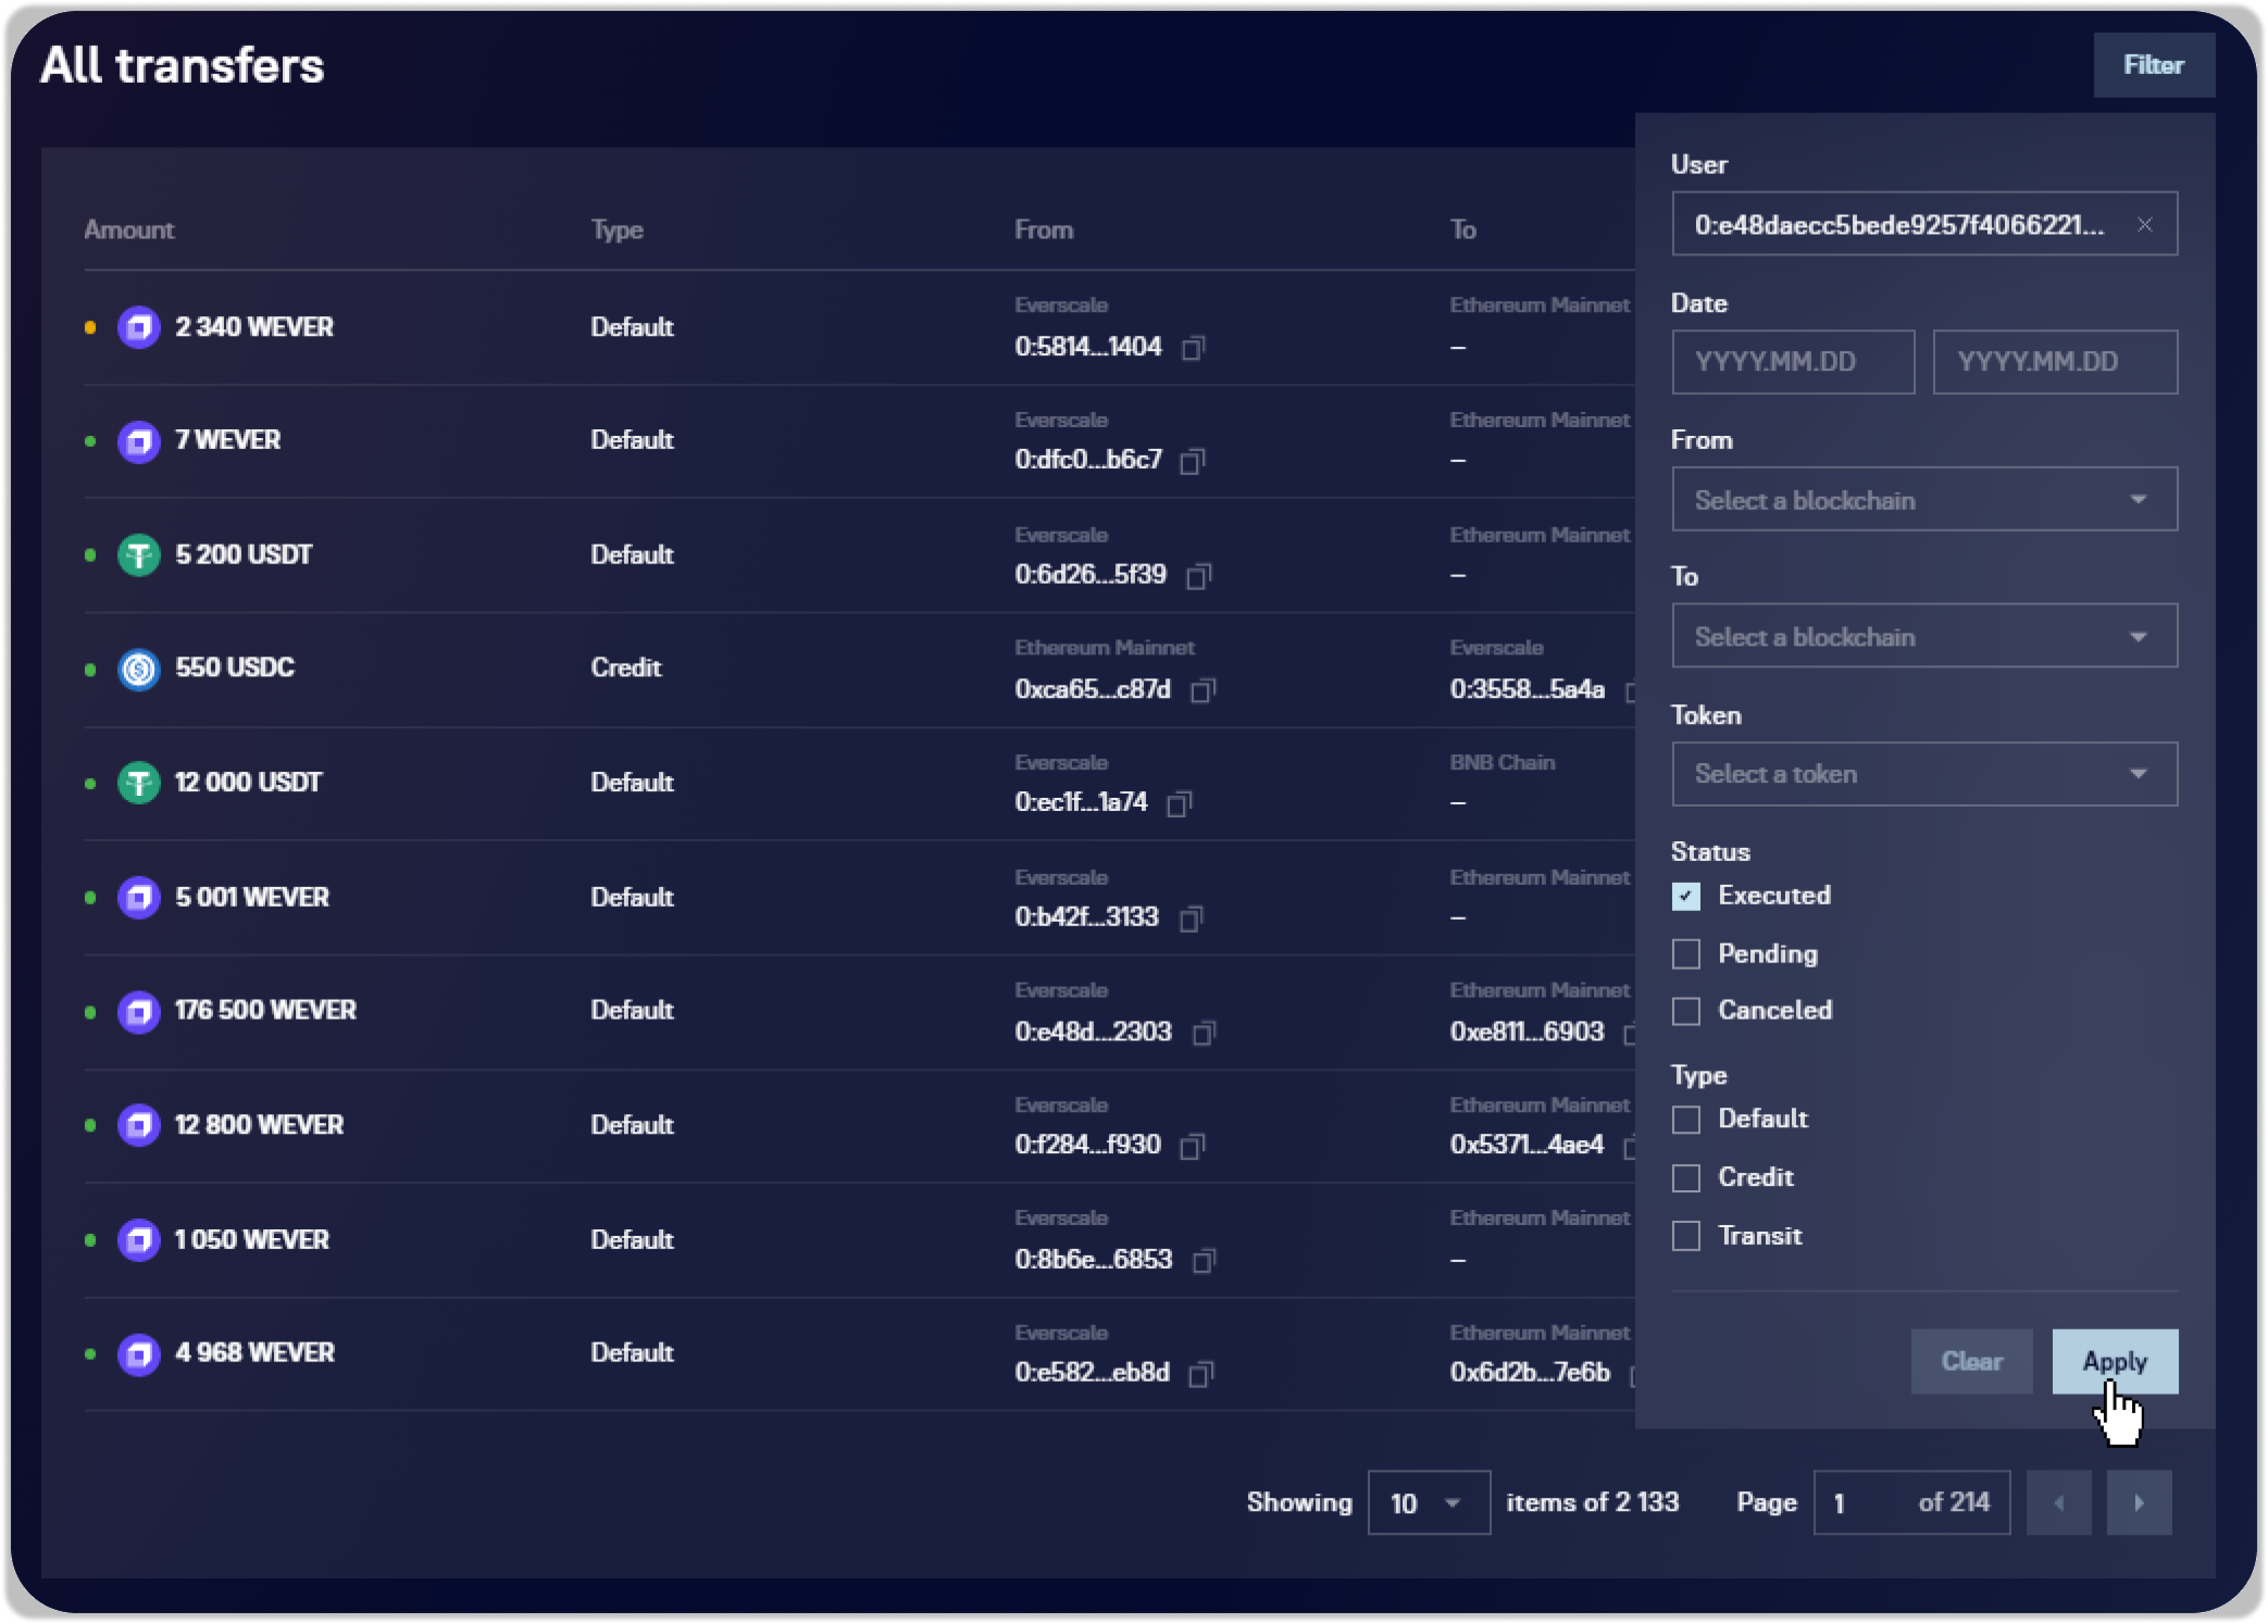 All transfers
Filter
Amount Type From To
2 340 WEVER Default Everscale Ethereum Mainnet
0:5814...1404 –
7 WEVER Default Everscale Ethereum Mainnet
0:dfc0...b6c7 –
5 200 USDT Default Everscale Ethereum Mainnet
0:6d26...5f39 –
550 USDC Credit Ethereum Mainnet Everscale
0xca65...c87d 0:3558...5a4a
12 000 USDT Default Everscale BNB Chain
0:ec1f...1a74 –
5 001 WEVER Default Everscale Ethereum Mainnet
0:b42f...3133 –
176 500 WEVER Default Everscale Ethereum Mainnet
0:e48d...2303 0xe811...6903
12 800 WEVER Default Everscale Ethereum Mainnet
0:f284...f930 0x5371...4ae4
1 050 WEVER Default Everscale Ethereum Mainnet
0:8b6e...6853 –
4 968 WEVER Default Everscale Ethereum Mainnet
0:e582...eb8d 0x6d2b...7e6b
User
0:e48daecc5bede9257f4066221...
Date
YYYY.MM.DD YYYY.MM.DD
From
Select a blockchain
To
Select a blockchain
Token
Select a token
Status
Executed
Pending
Canceled
Type
Default
Credit
Transit
Clear Apply
Showing 10 items of 2 133 Page 1 of 214